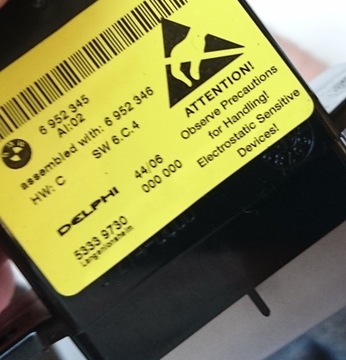 6 952 345
AI:02
assembled with: 6 952 346
HW: C SW 6.C.4
DELPHI 44/06
000 000
5333 9730
Langenlonsheim
ATTENTION!
Observe Precautions
for Handling!
Electrostatic Sensitive
Devices!